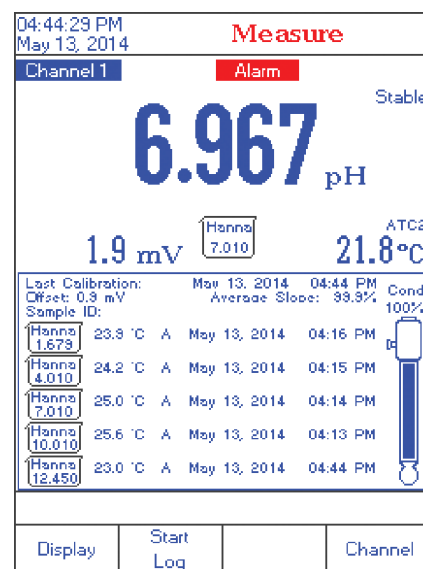 04:44:29 PM
May 13, 2014
Measure
Channel 1
Alarm
Stable
6.967 pH
1.9 mV
Hanna
7.010
ATC2
21.8°C
Last Calibration: May 13, 2014 04:44 PM
Offset: 0.9 mV Average Slope: 99.9%
Sample ID:
Cond
100%
Hanna
1.679
23.9 °C A May 13, 2014 04:16 PM
Hanna
4.010
24.2 °C A May 13, 2014 04:15 PM
Hanna
7.010
25.0 °C A May 13, 2014 04:14 PM
Hanna
10.010
25.6 °C A May 13, 2014 04:13 PM
Hanna
12.450
23.0 °C A May 13, 2014 04:44 PM
Display
Start
Log
Channel